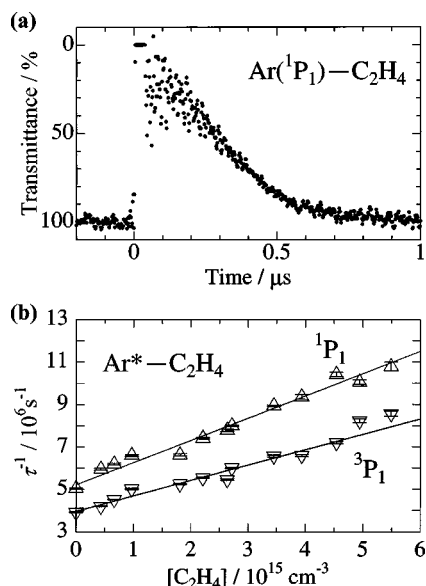 (a)
0
50
100
Transmittance / %
Ar(¹P₁)—C₂H₄
0
0.5
1
Time / μs
(b)
13
11
9
7
5
3
τ⁻¹ / 10⁶s⁻¹
Ar*—C₂H₄
¹P₁
³P₁
0
1
2
3
4
5
6
[C₂H₄] / 10¹⁵ cm⁻³